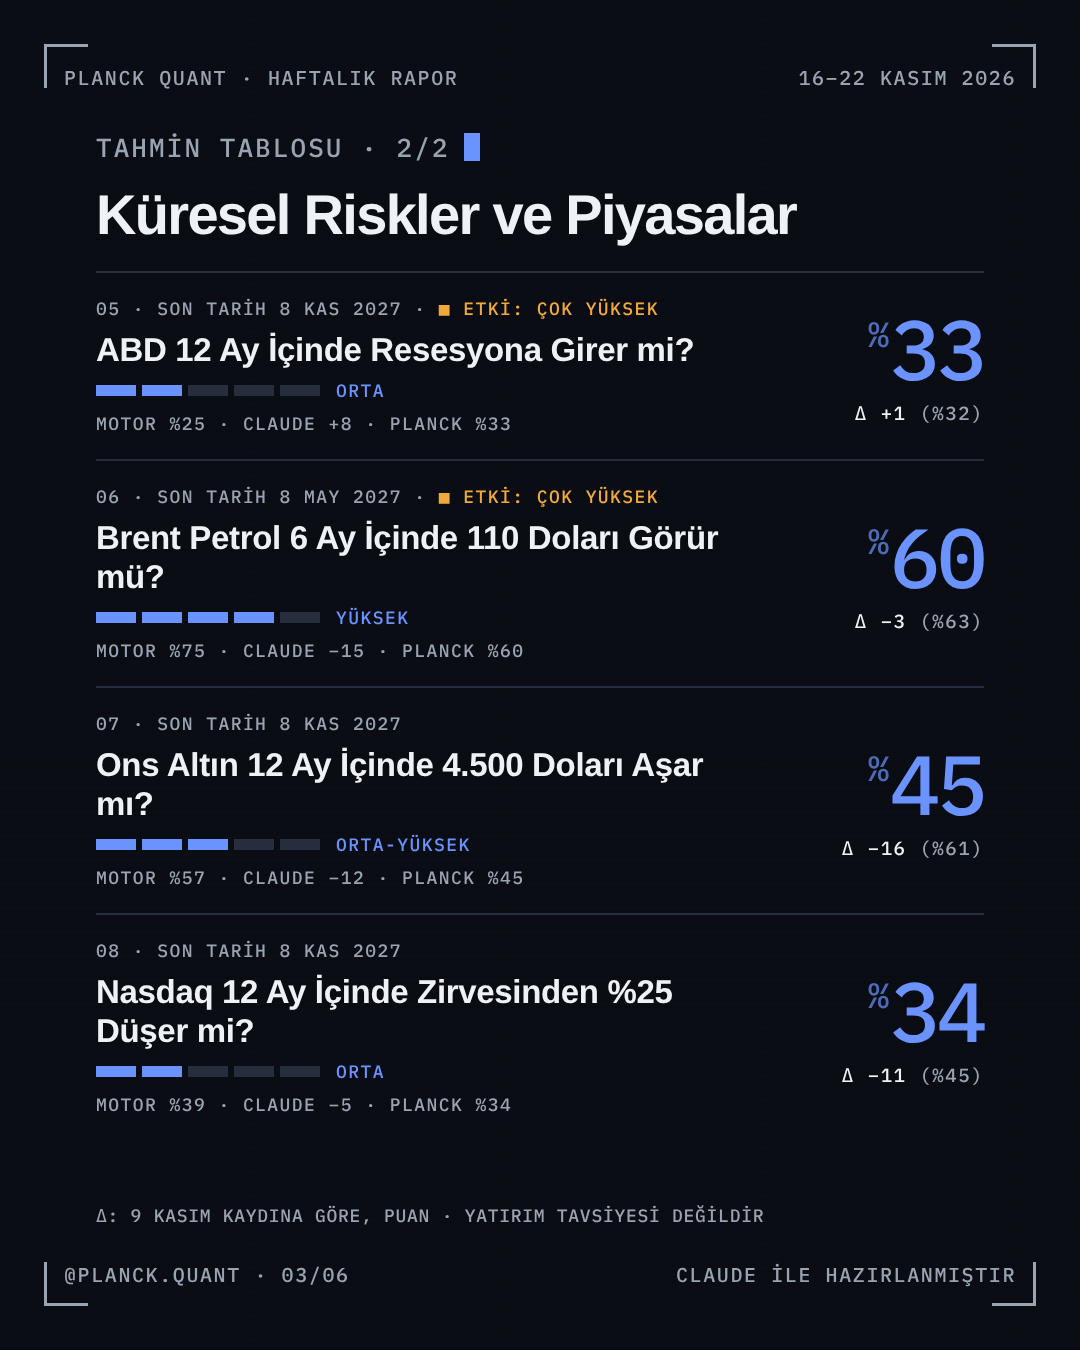 PLANCK QUANT · HAFTALIK RAPOR
16–22 KASIM 2026
TAHMİN TABLOSU · 2/2
Küresel Riskler ve Piyasalar
05 · SON TARİH 8 KAS 2027 · ■ ETKİ: ÇOK YÜKSEK
ABD 12 Ay İçinde Resesyona Girer mi?
ORTA
MOTOR %25 · CLAUDE +8 · PLANCK %33
%33
Δ +1 (%32)
06 · SON TARİH 8 MAY 2027 · ■ ETKİ: ÇOK YÜKSEK
Brent Petrol 6 Ay İçinde 110 Doları Görür
mü?
YÜKSEK
MOTOR %75 · CLAUDE −15 · PLANCK %60
%60
Δ −3 (%63)
07 · SON TARİH 8 KAS 2027
Ons Altın 12 Ay İçinde 4.500 Doları Aşar
mı?
ORTA-YÜKSEK
MOTOR %57 · CLAUDE −12 · PLANCK %45
%45
Δ −16 (%61)
08 · SON TARİH 8 KAS 2027
Nasdaq 12 Ay İçinde Zirvesinden %25
Düşer mi?
ORTA
MOTOR %39 · CLAUDE −5 · PLANCK %34
%34
Δ −11 (%45)
Δ: 9 KASIM KAYDINA GÖRE, PUAN · YATIRIM TAVSİYESİ DEĞİLDİR
@PLANCK.QUANT · 03/06
CLAUDE İLE HAZIRLANMIŞTIR